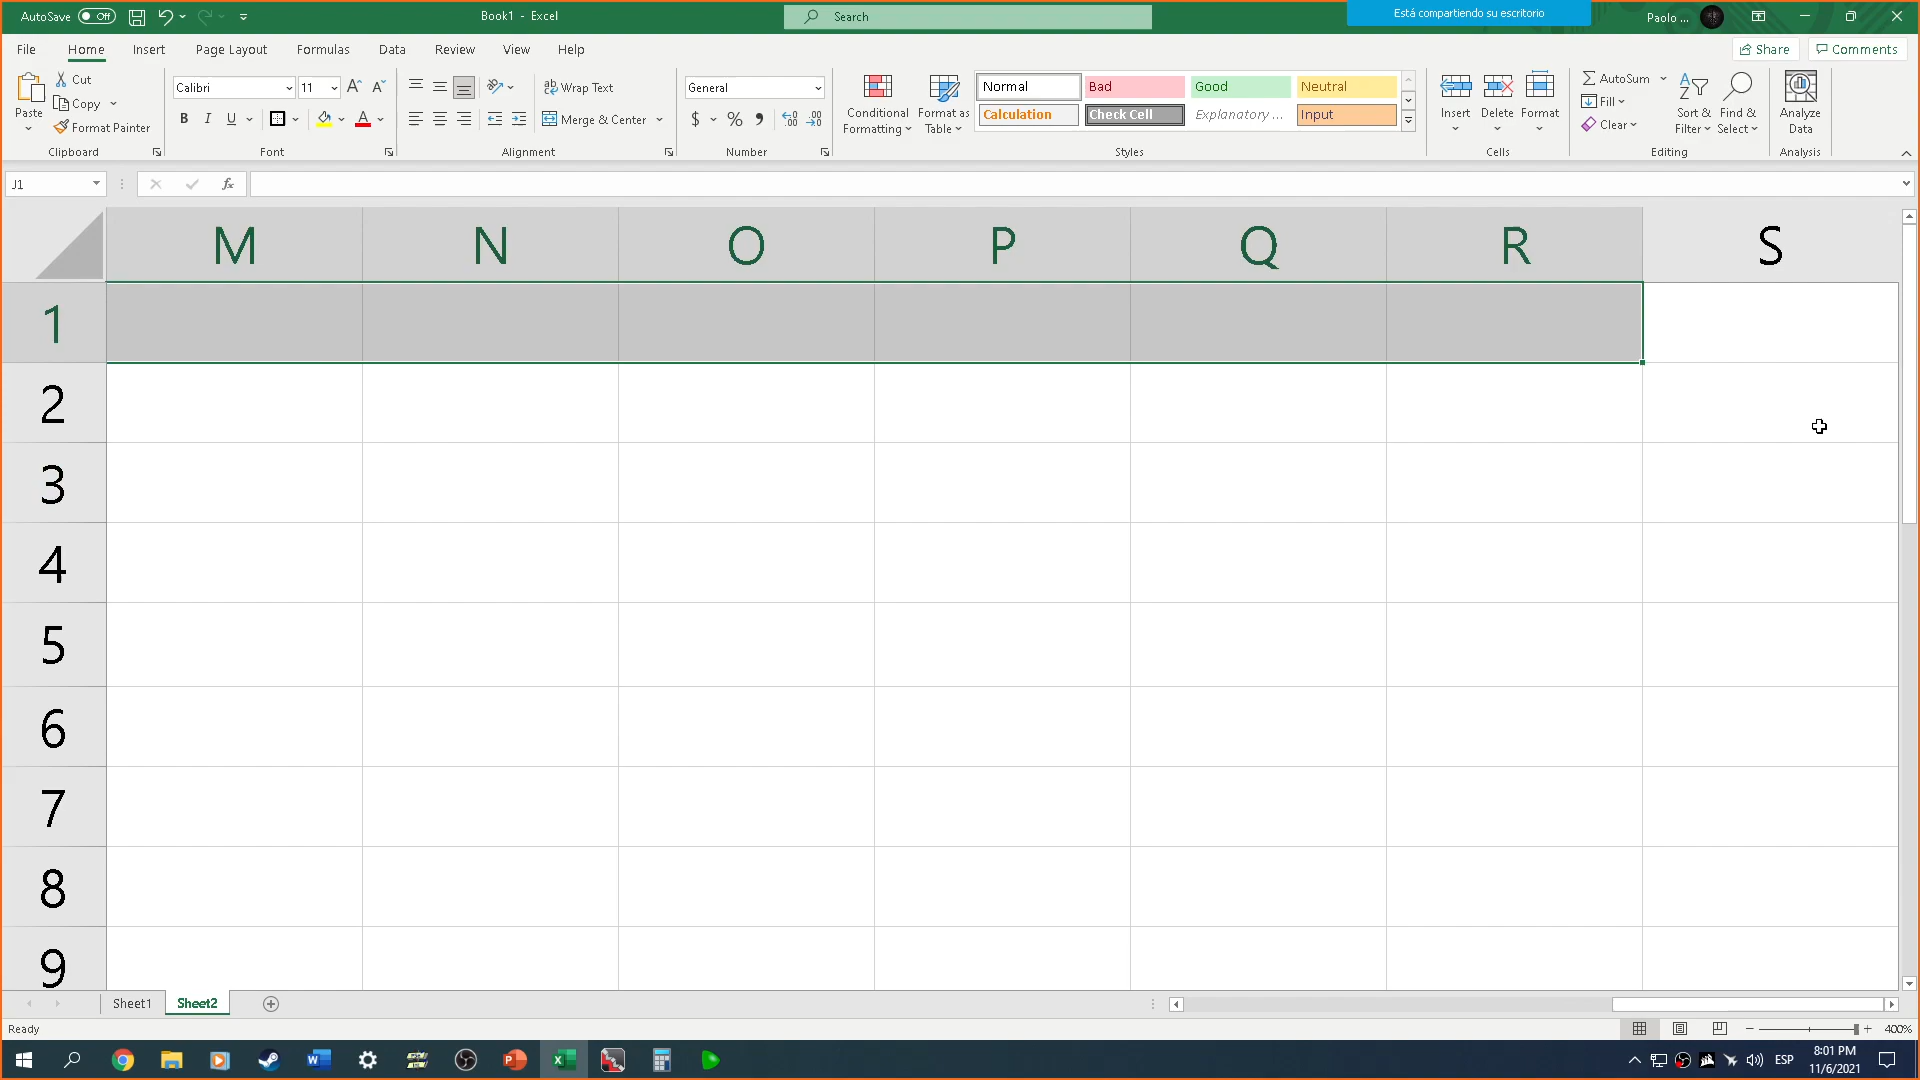 AutoSave Off Book1 - Excel Search Está compartiendo su escritorio Paolo ...
File Home Insert Page Layout Formulas Data Review View Help Share Comments
Paste Cut Copy Format Painter Clipboard
Calibri 11 B I U A Font
Wrap Text Merge & Center Alignment
General $ % Number
Conditional Formatting Format as Table Normal Bad Good Neutral
Calculation Check Cell Explanatory ... Input Styles
Insert Delete Format Cells
AutoSum Fill Clear Sort & Filter Find & Select Editing
Analyze Data Analysis
J1 fx
M N O P Q R S
1
2
3
4
5
6
7
8
9
Sheet1 Sheet2
Ready 400%
ESP 8:01 PM
11/6/2021